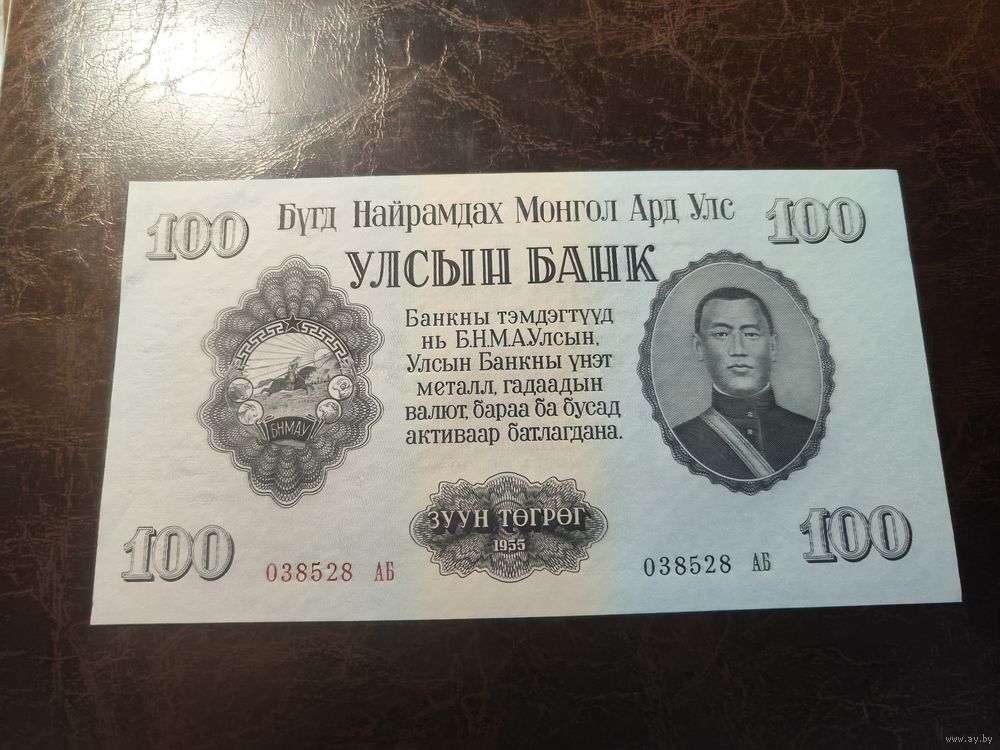 100
Бүгд Найрамдах Монгол Ард Улс
100
УЛСЫН БАНК
Банкны тэмдэгтүүд
нь Б.Н.М.А.Улсын,
Улсын Банкны үнэт
металл, гадаадын
валют, бараа ба бусад
активаар батлагдана.
БНМАУ
ЗУУН ТӨГРӨГ
1955
100
038528 АБ
038528 АБ
100
www.ay.by